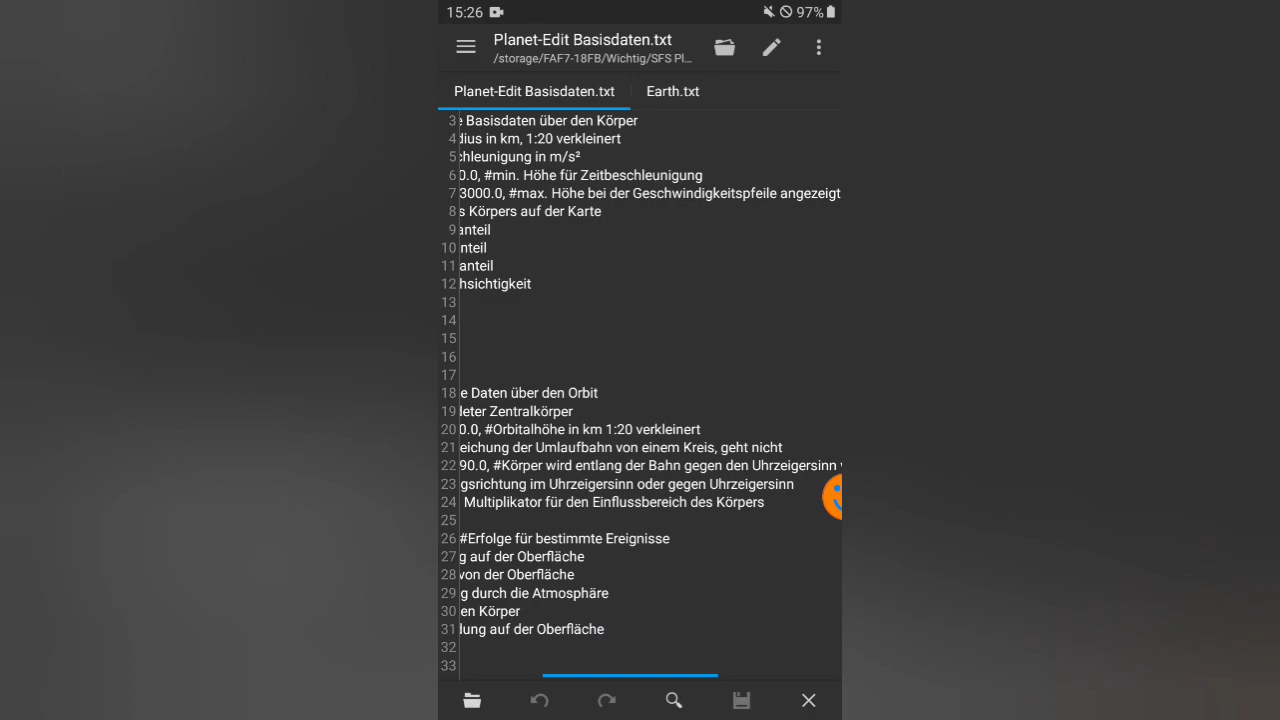 15:26 97%
Planet-Edit Basisdaten.txt
/storage/FAF7-18FB/Wichtig/SFS Pl...
Planet-Edit Basisdaten.txt Earth.txt
3 e Basisdaten über den Körper
4 dius in km, 1:20 verkleinert
5 chleunigung in m/s²
6 0.0, #min. Höhe für Zeitbeschleunigung
7 3000.0, #max. Höhe bei der Geschwindigkeitspfeile angezeigt
8 s Körpers auf der Karte
9 anteil
10 nteil
11 anteil
12 hsichtigkeit
13
14
15
16
17
18 e Daten über den Orbit
19 leter Zentralkörper
20 0.0, #Orbitalhöhe in km 1:20 verkleinert
21 eichung der Umlaufbahn von einem Kreis, geht nicht
22 90.0, #Körper wird entlang der Bahn gegen den Uhrzeigersinn
23 gsrichtung im Uhrzeigersinn oder gegen Uhrzeigersinn
24 Multiplikator für den Einflussbereich des Körpers
25
26 #Erfolge für bestimmte Ereignisse
27 g auf der Oberfläche
28 von der Oberfläche
29 g durch die Atmosphäre
30 en Körper
31 dung auf der Oberfläche
32
33